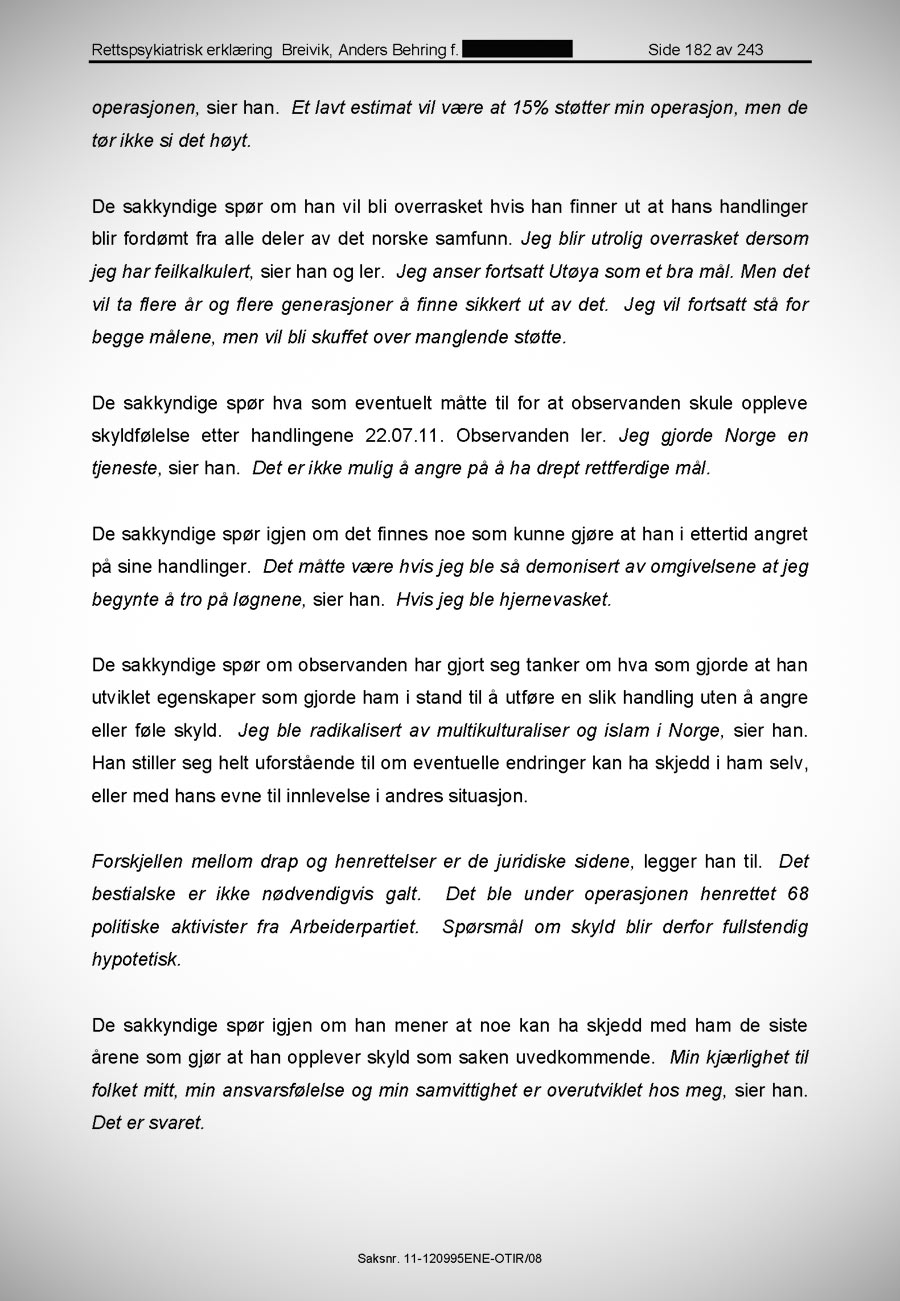 Rettspsykiatrisk erklæring Breivik, Anders Behring f. Side 182 av 243
operasjonen, sier han. Et lavt estimat vil være at 15% støtter min operasjon, men de
tør ikke si det høyt.
De sakkyndige spør om han vil bli overrasket hvis han finner ut at hans handlinger
blir fordømt fra alle deler av det norske samfunn. Jeg blir utrolig overrasket dersom
jeg har feilkalkulert, sier han og ler. Jeg anser fortsatt Utøya som et bra mål. Men det
vil ta flere år og flere generasjoner å finne sikkert ut av det. Jeg vil fortsatt stå for
begge målene, men vil bli skuffet over manglende støtte.
De sakkyndige spør hva som eventuelt måtte til for at observanden skule oppleve
skyldfølelse etter handlingene 22.07.11. Observanden ler. Jeg gjorde Norge en
tjeneste, sier han. Det er ikke mulig å angre på å ha drept rettferdige mål.
De sakkyndige spør igjen om det finnes noe som kunne gjøre at han i ettertid angret
på sine handlinger. Det måtte være hvis jeg ble så demonisert av omgivelsene at jeg
begynte å tro på løgnene, sier han. Hvis jeg ble hjernevasket.
De sakkyndige spør om observanden har gjort seg tanker om hva som gjorde at han
utviklet egenskaper som gjorde ham i stand til å utføre en slik handling uten å angre
eller føle skyld. Jeg ble radikalisert av multikulturaliser og islam i Norge, sier han.
Han stiller seg helt uforstående til om eventuelle endringer kan ha skjedd i ham selv,
eller med hans evne til innlevelse i andres situasjon.
Forskjellen mellom drap og henrettelser er de juridiske sidene, legger han til. Det
bestialske er ikke nødvendigvis galt. Det ble under operasjonen henrettet 68
politiske aktivister fra Arbeiderpartiet. Spørsmål om skyld blir derfor fullstendig
hypotetisk.
De sakkyndige spør igjen om han mener at noe kan ha skjedd med ham de siste
årene som gjør at han opplever skyld som saken uvedkommende. Min kjærlighet til
folket mitt, min ansvarsfølelse og min samvittighet er overutviklet hos meg, sier han.
Det er svaret.
Saksnr. 11-120995ENE-OTIR/08